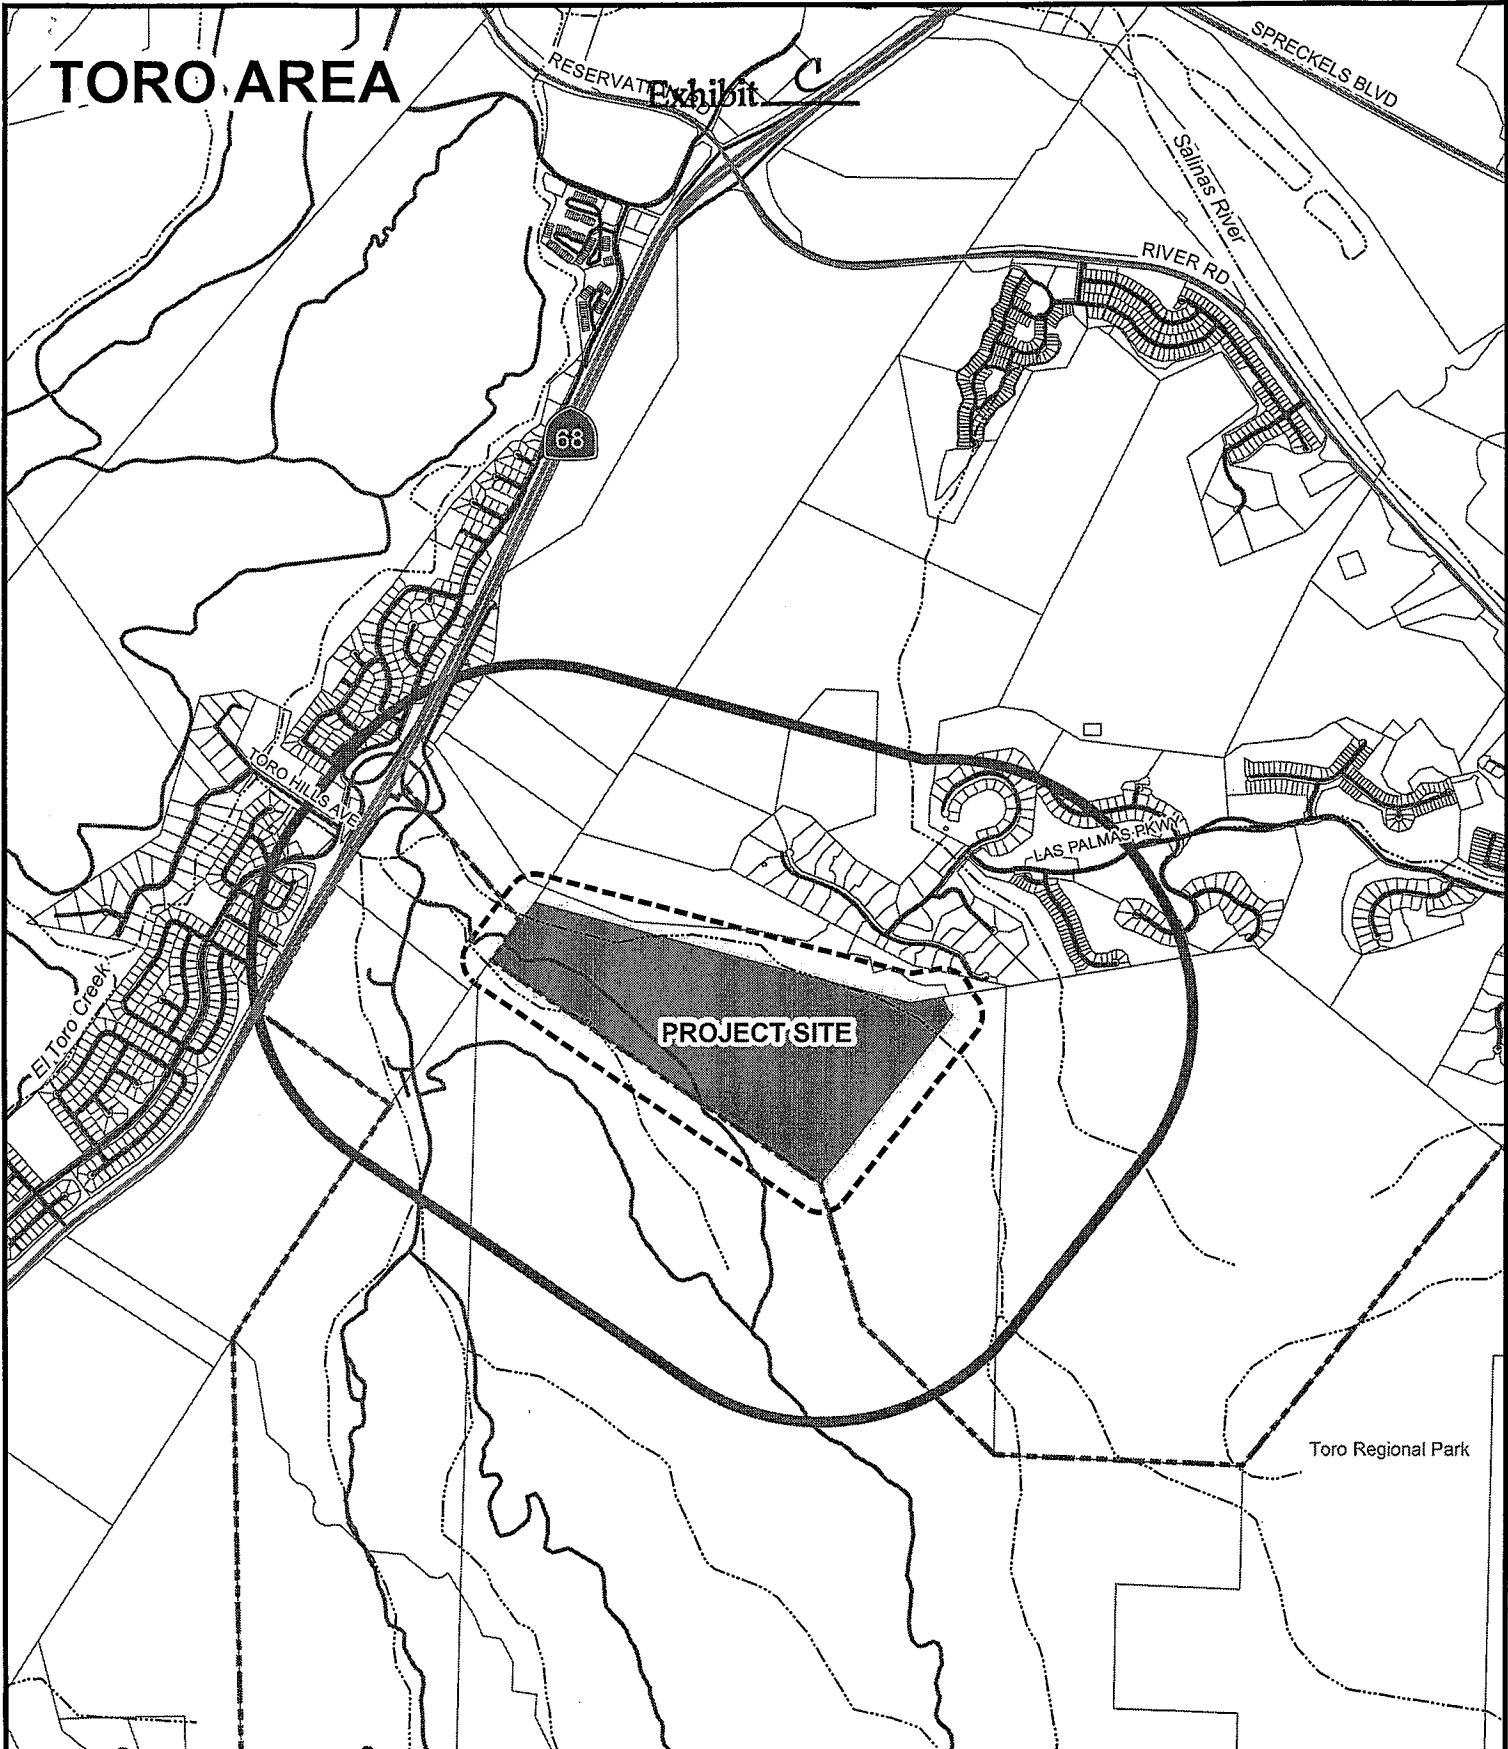 TORO AREA
Exhibit C
SPRECKELS BLVD
Salinas River
RIVER RD
68
TORO HILLS AVE
LAS PALMAS PKWY
El Toro Creek
PROJECT SITE
Toro Regional Park